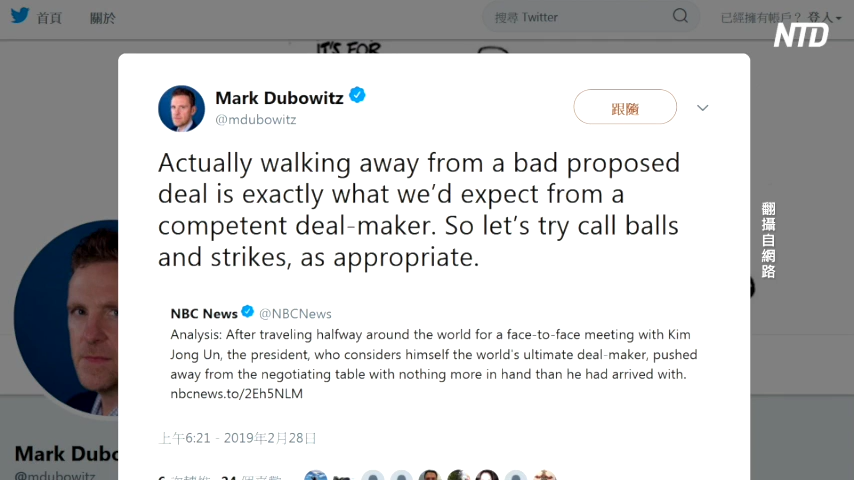 首頁 關於
搜尋 Twitter
已經擁有帳戶？ 登入
NTD
IT'S FOR
Mark Dubowitz
@mdubowitz
跟隨
Actually walking away from a bad proposed
deal is exactly what we’d expect from a
competent deal-maker. So let’s try call balls
and strikes, as appropriate.
翻攝自網路
NBC News @NBCNews
Analysis: After traveling halfway around the world for a face-to-face meeting with Kim
Jong Un, the president, who considers himself the world's ultimate deal-maker, pushed
away from the negotiating table with nothing more in hand than he had arrived with.
nbcnews.to/2Eh5NLM
上午6:21 - 2019年2月28日
Mark Dubo
@mdubowitz